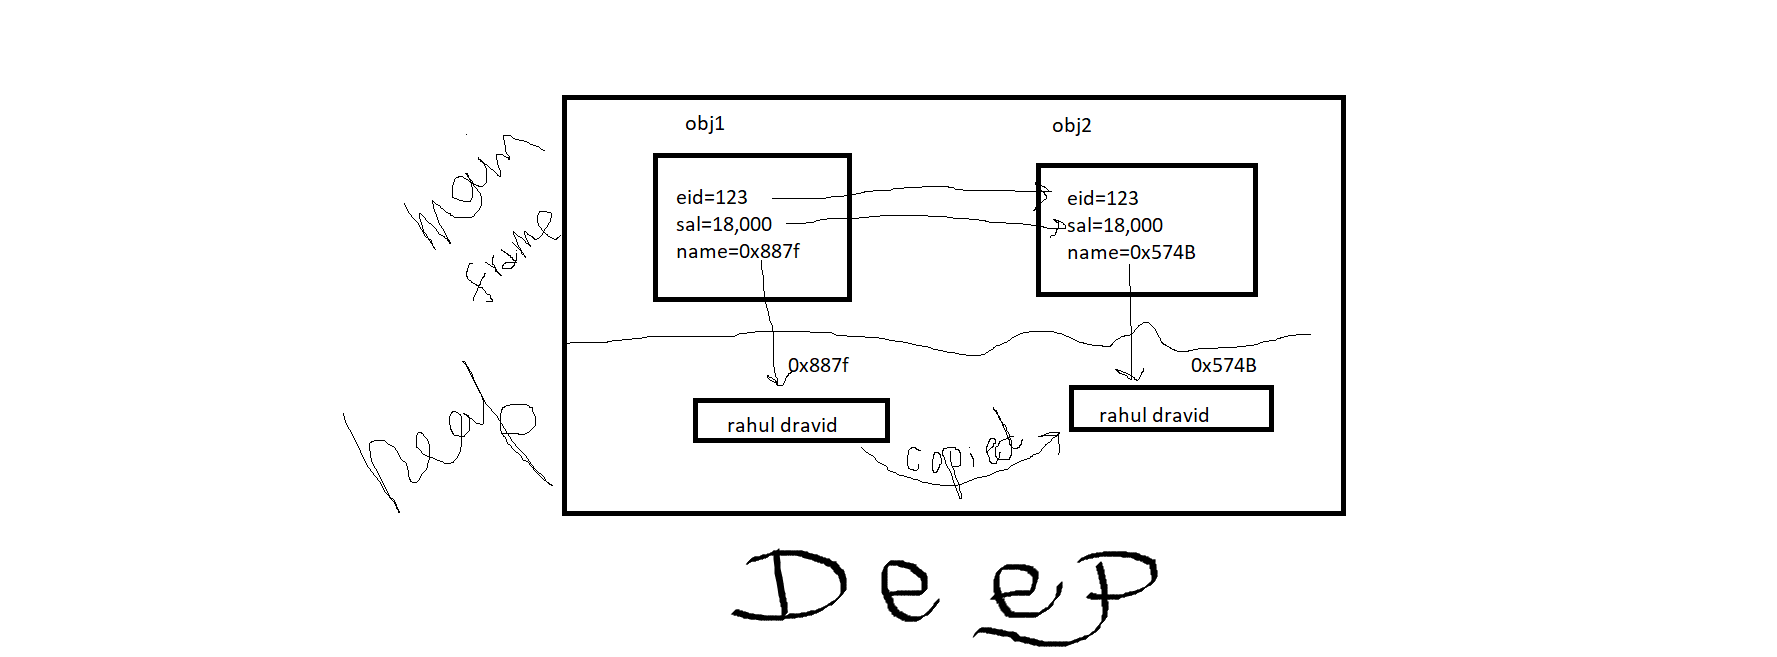 obj1
obj2
main
frame
eid=123
sal=18,000
name=0x887f
eid=123
sal=18,000
name=0x574B
heap
0x887f
0x574B
rahul dravid
rahul dravid
copied
DeeP